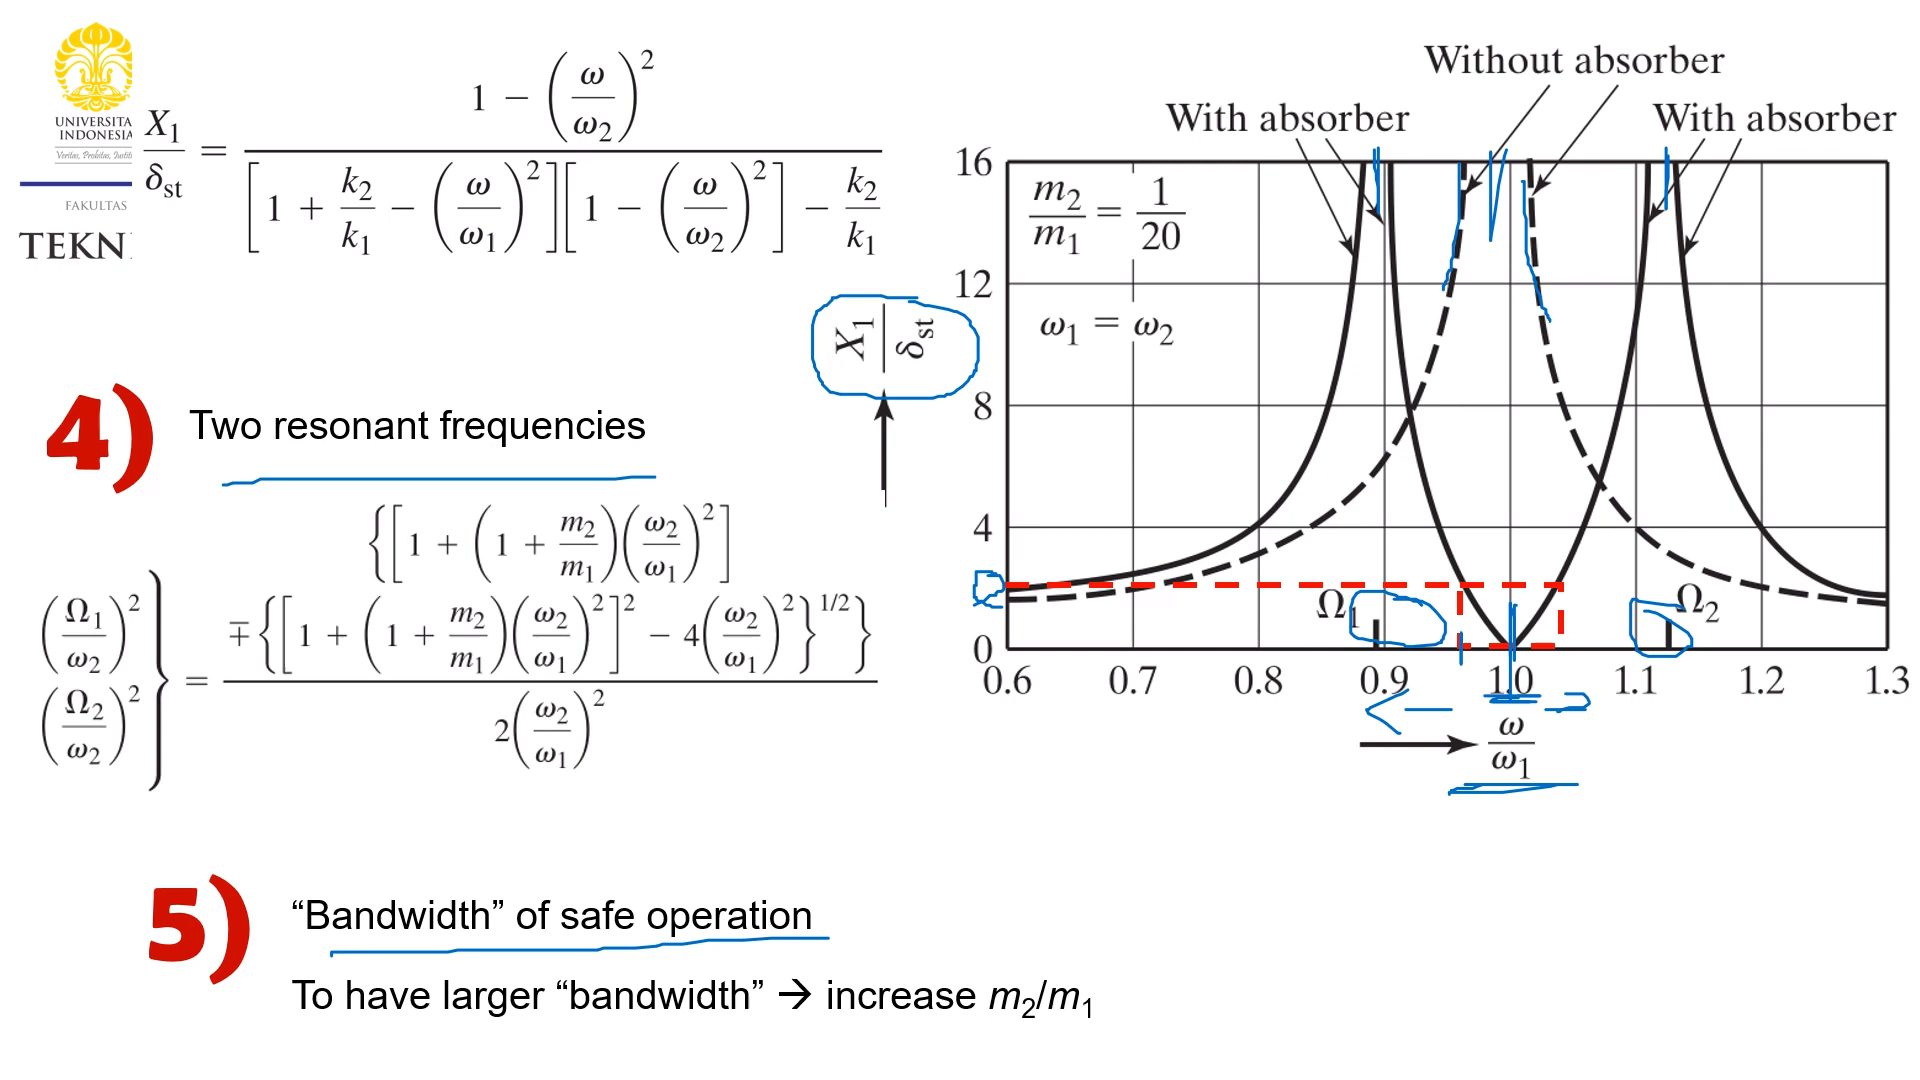 UNIVERSITA
INDONESIA
Veritas, Probitas, Justit
FAKULTAS
TEKNI
X₁/δst = (1 − (ω/ω₂)²) / ([1 + k₂/k₁ − (ω/ω₁)²][1 − (ω/ω₂)²] − k₂/k₁)
4)
Two resonant frequencies
(Ω₁/ω₂)² (Ω₂/ω₂)² } = {[1 + (1 + m₂/m₁)(ω₂/ω₁)²] ∓ {[1 + (1 + m₂/m₁)(ω₂/ω₁)²]² − 4(ω₂/ω₁)²}^1/2} / 2(ω₂/ω₁)²
Without absorber
With absorber
With absorber
m₂/m₁ = 1/20
ω₁ = ω₂
X₁/δst
16
12
8
4
0
Ω₁
Ω₂
0.6 0.7 0.8 0.9 1.0 1.1 1.2 1.3
ω/ω₁
5)
“Bandwidth” of safe operation
To have larger “bandwidth” → increase m₂/m₁